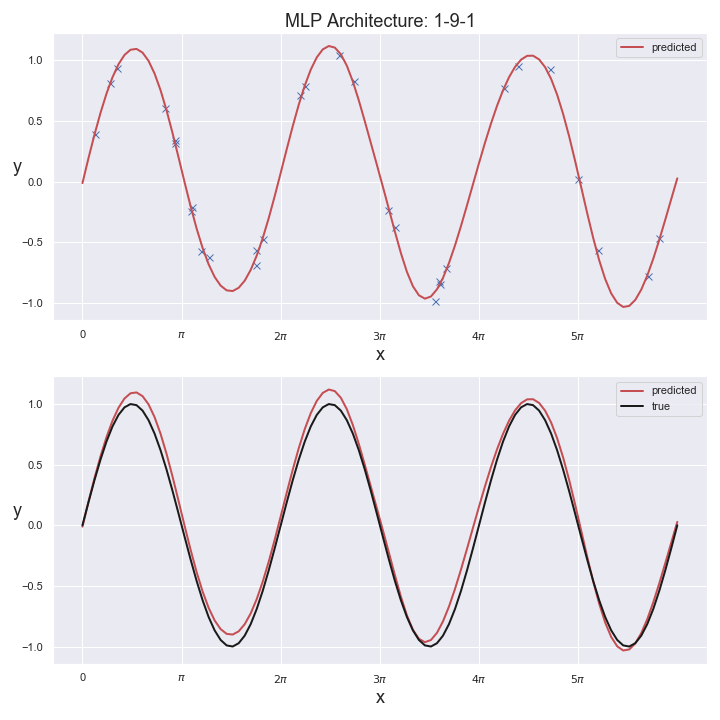 MLP Architecture: 1-9-1
predicted
1.0
0.5
0.0
−0.5
−1.0
y
0 π 2π 3π 4π 5π
x
predicted
true
1.0
0.5
0.0
−0.5
−1.0
y
0 π 2π 3π 4π 5π
x